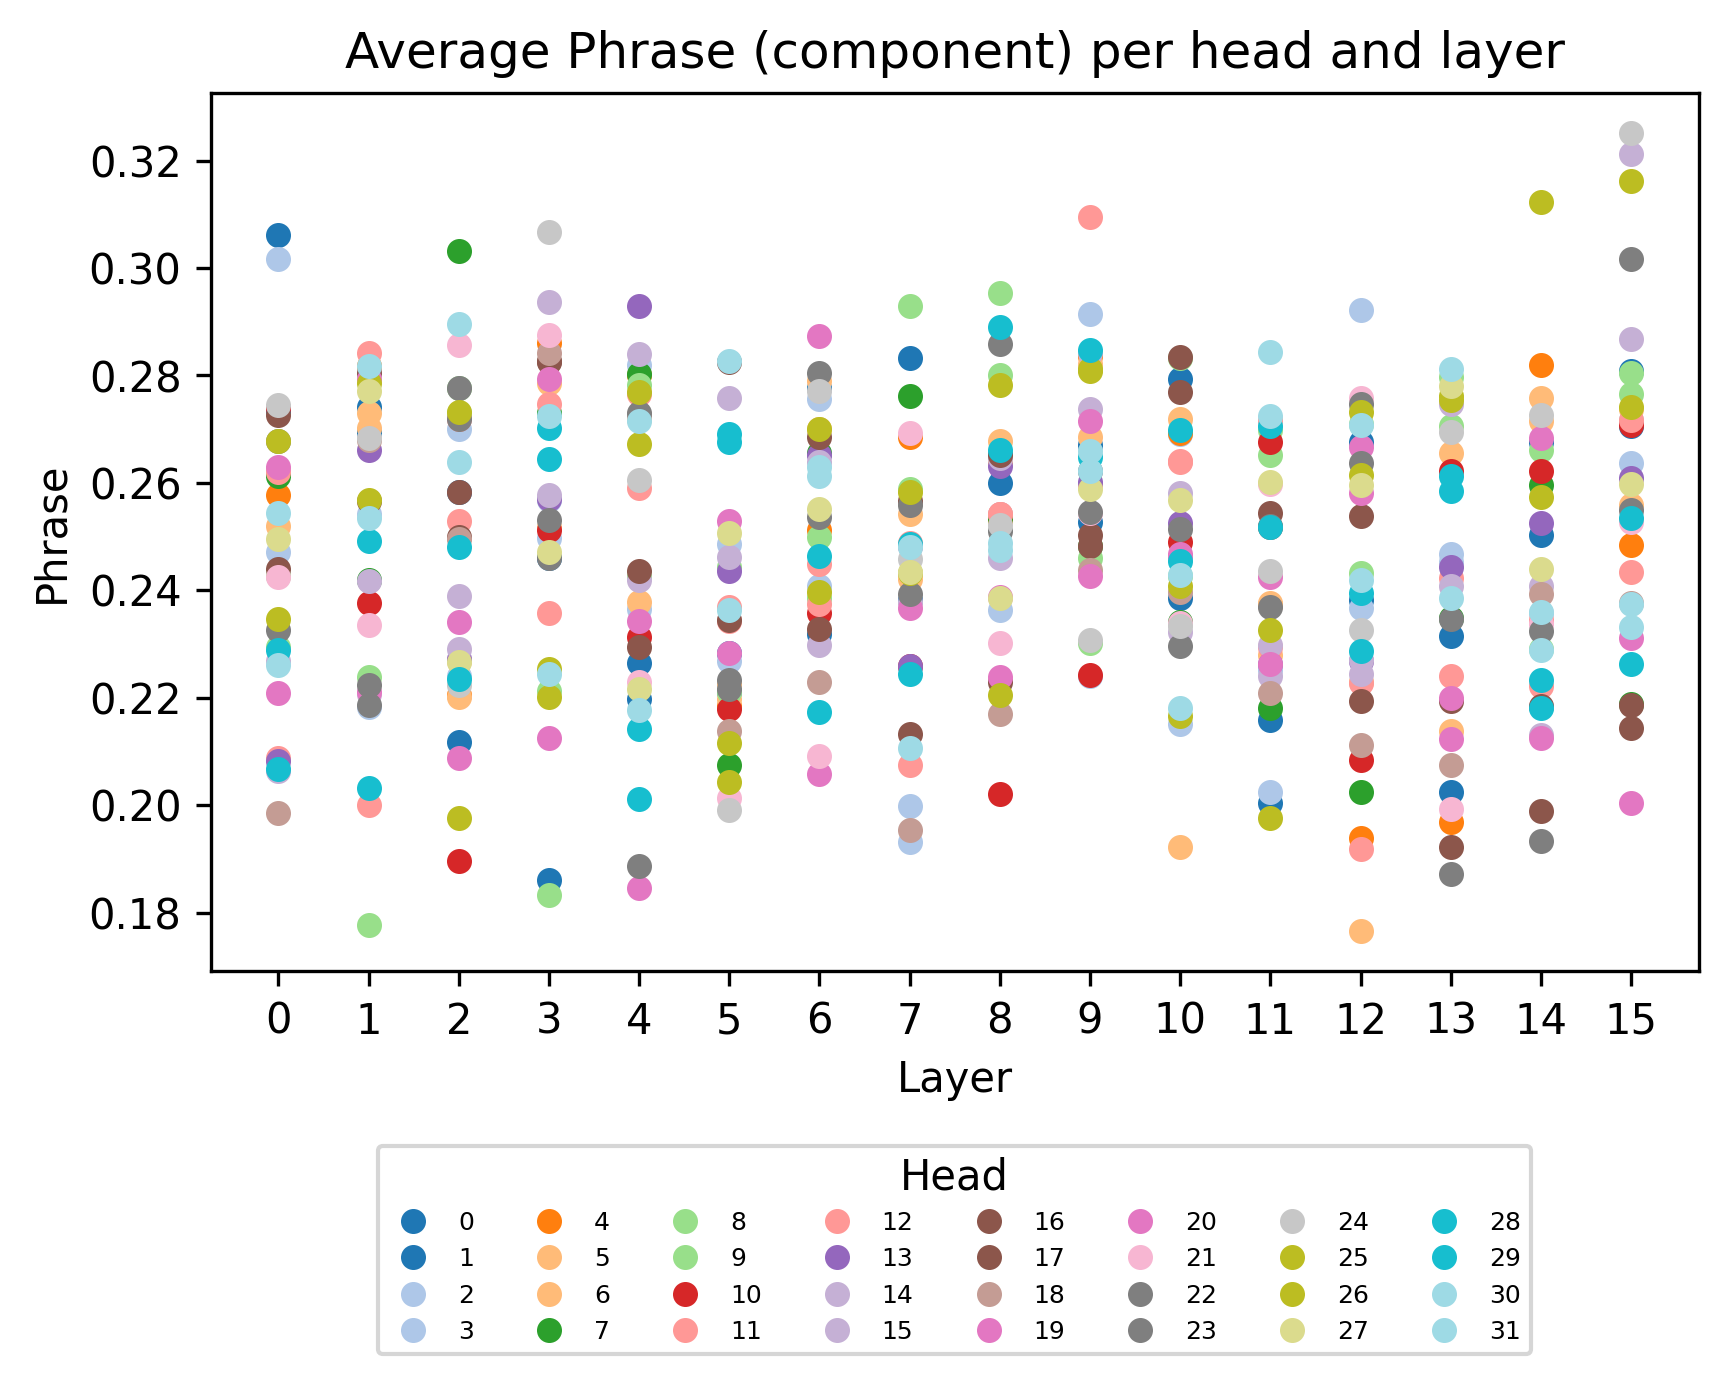 Average Phrase (component) per head and layer
Phrase
0.32
0.30
0.28
0.26
0.24
0.22
0.20
0.18
0 1 2 3 4 5 6 7 8 9 10 11 12 13 14 15
Layer
Head
0 4 8 12 16 20 24 28
1 5 9 13 17 21 25 29
2 6 10 14 18 22 26 30
3 7 11 15 19 23 27 31